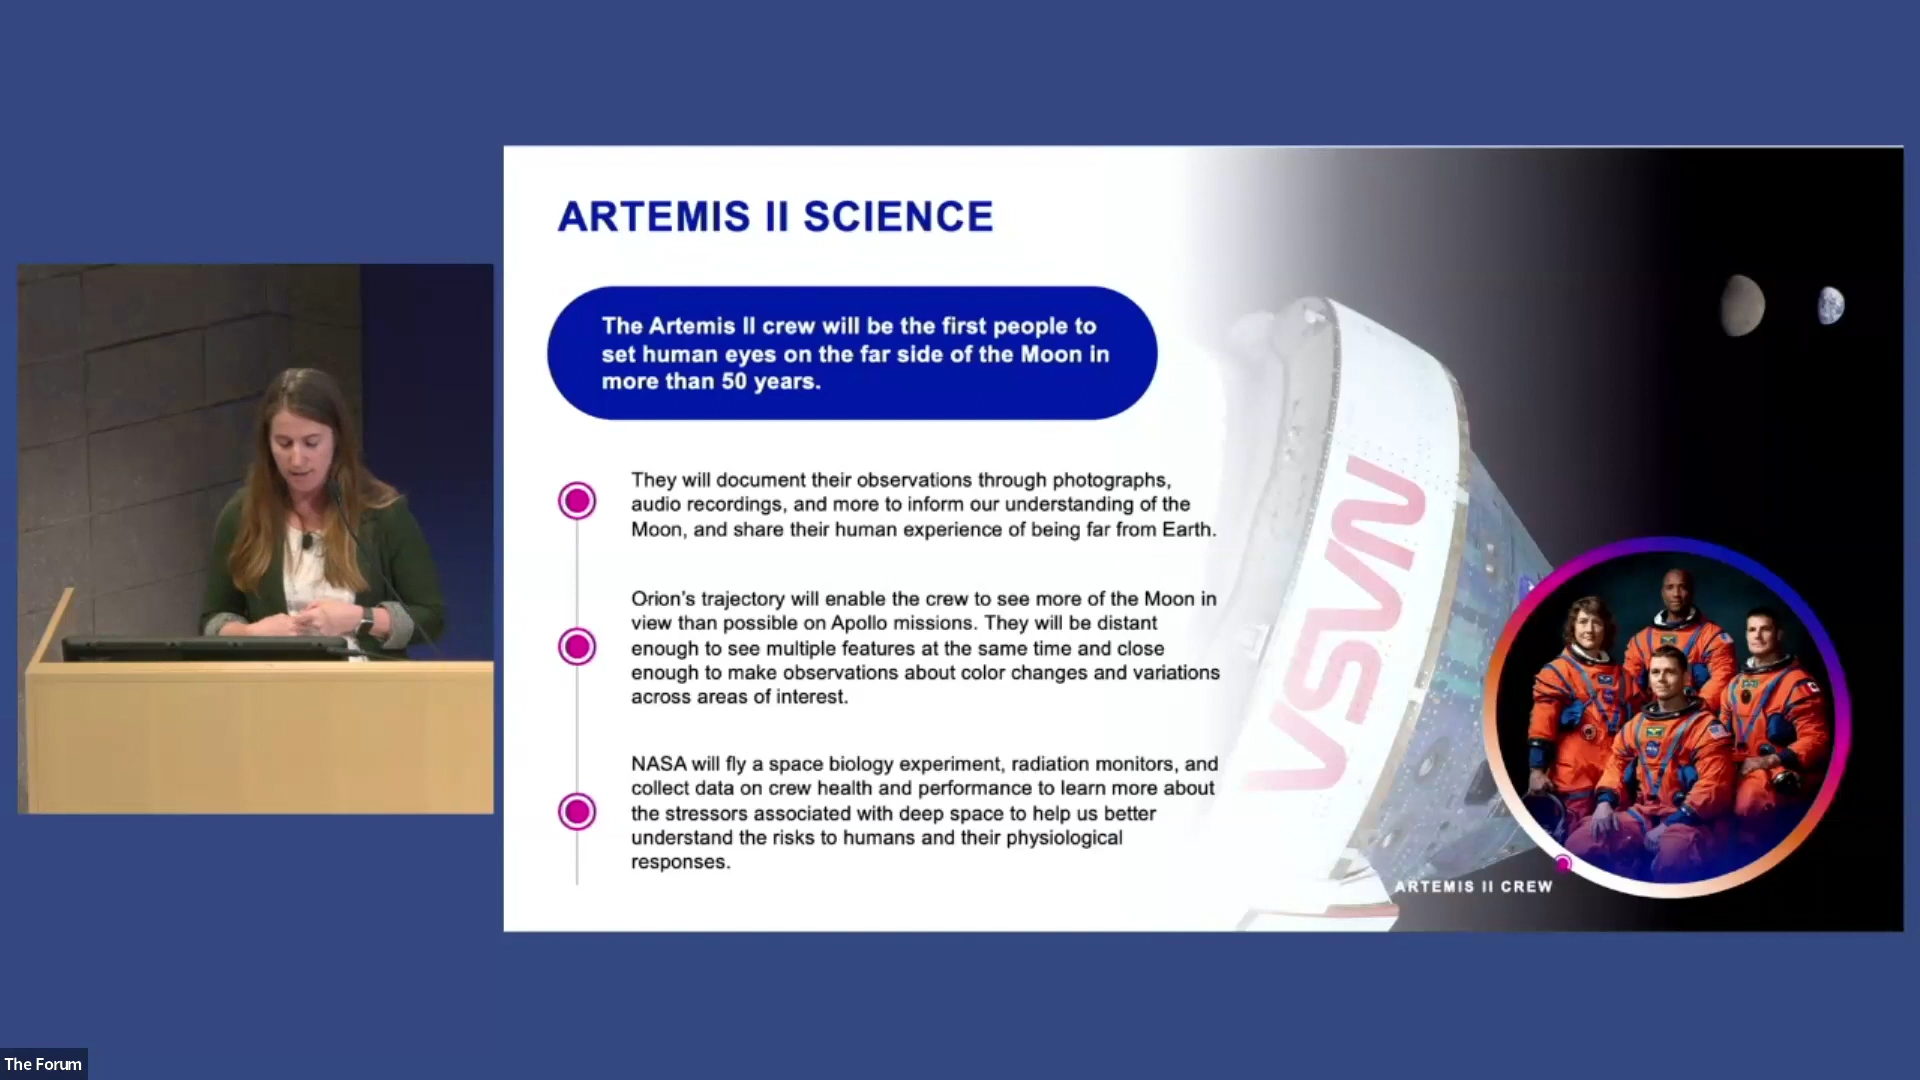 ARTEMIS II SCIENCE
The Artemis II crew will be the first people to
set human eyes on the far side of the Moon in
more than 50 years.
They will document their observations through photographs,
audio recordings, and more to inform our understanding of the
Moon, and share their human experience of being far from Earth.
Orion’s trajectory will enable the crew to see more of the Moon in
view than possible on Apollo missions. They will be distant
enough to see multiple features at the same time and close
enough to make observations about color changes and variations
across areas of interest.
NASA will fly a space biology experiment, radiation monitors, and
collect data on crew health and performance to learn more about
the stressors associated with deep space to help us better
understand the risks to humans and their physiological
responses.
NASA
ARTEMIS II CREW
The Forum